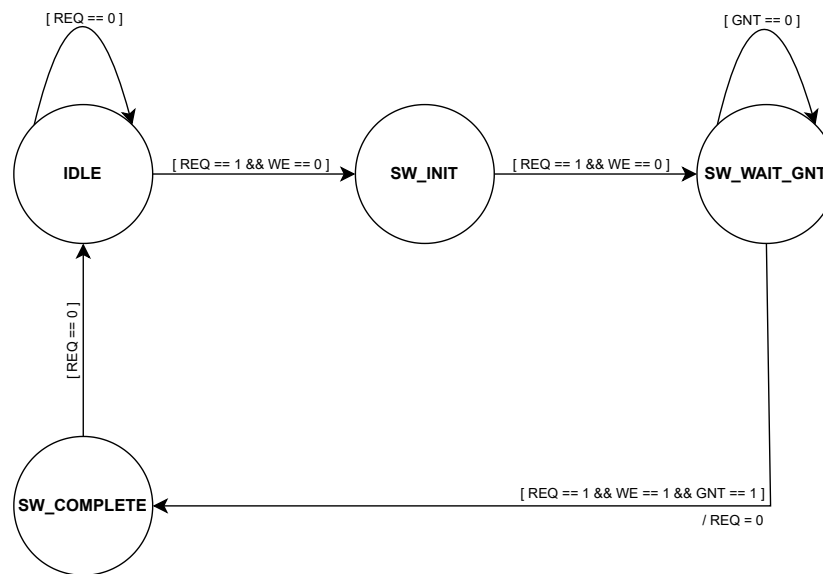 [ REQ == 0 ]
[ GNT == 0 ]
IDLE
[ REQ == 1 && WE == 0 ]
SW_INIT
[ REQ == 1 && WE == 0 ]
SW_WAIT_GNT
[ REQ == 0 ]
SW_COMPLETE
[ REQ == 1 && WE == 1 && GNT == 1 ]
/ REQ = 0